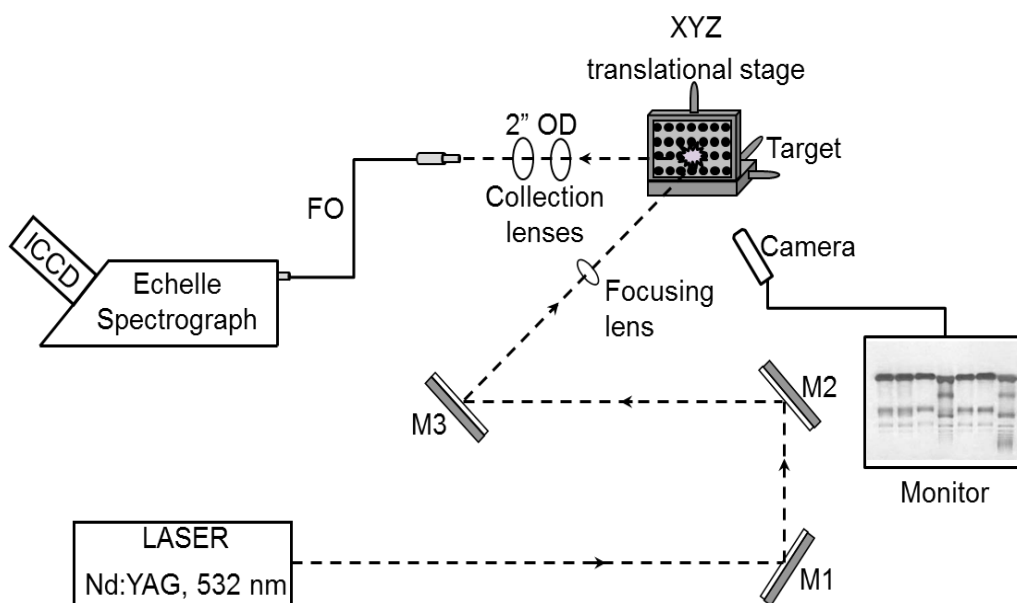 XYZ
translational stage
2” OD
Target
Collection
lenses
FO
ICCD
Camera
Echelle
Spectrograph
Focusing
lens
M2
M3
Monitor
LASER
Nd:YAG, 532 nm
M1